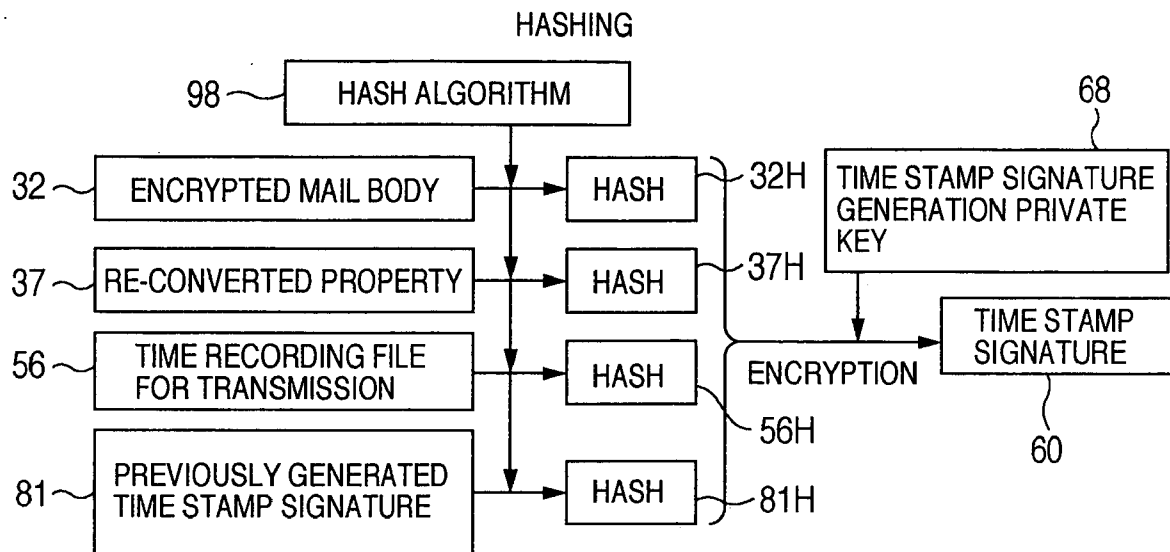 HASHING
98
HASH ALGORITHM
68
32
ENCRYPTED MAIL BODY
HASH
32H
TIME STAMP SIGNATURE
GENERATION PRIVATE
KEY
37
RE-CONVERTED PROPERTY
HASH
37H
56
TIME RECORDING FILE
FOR TRANSMISSION
HASH
56H
ENCRYPTION
TIME STAMP
SIGNATURE
60
81
PREVIOUSLY GENERATED
TIME STAMP SIGNATURE
HASH
81H